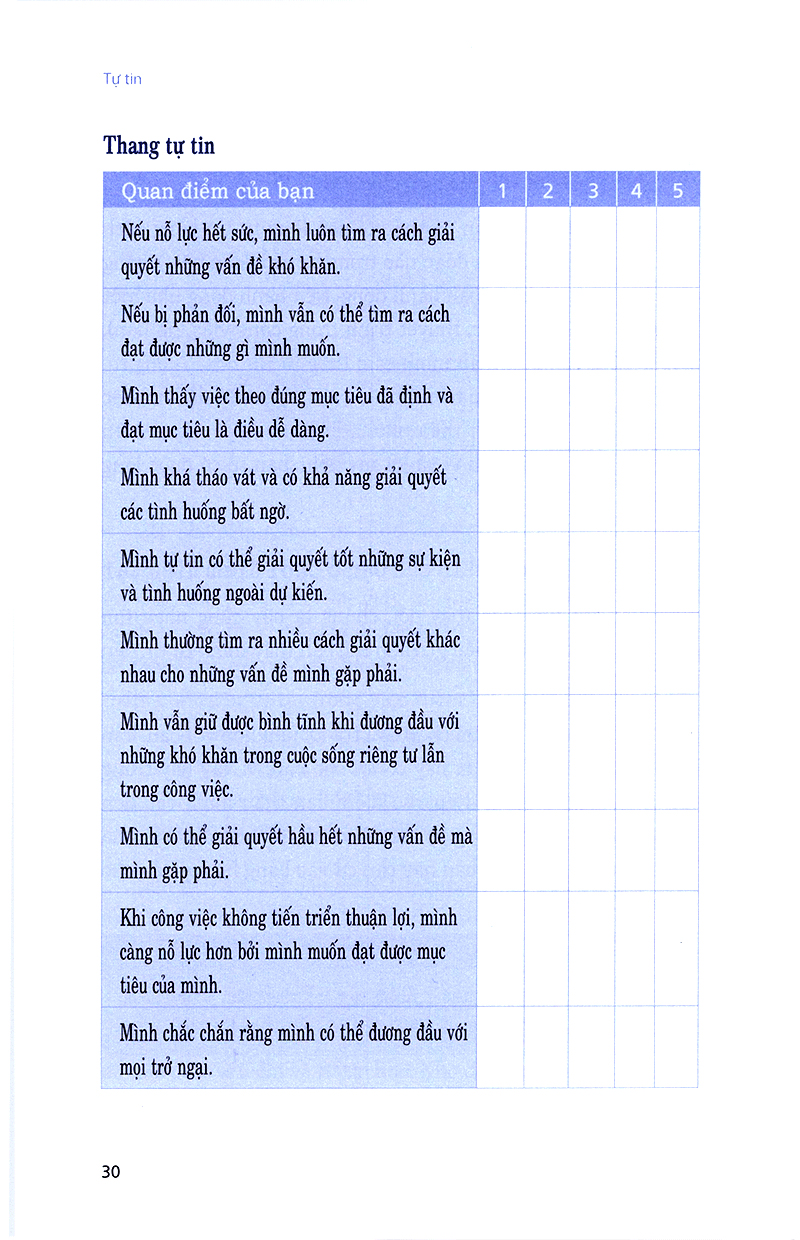 Tự tin
Thang tự tin
Quan điểm của bạn 1 2 3 4 5
Nếu nỗ lực hết sức, mình luôn tìm ra cách giải
quyết những vấn đề khó khăn.
Nếu bị phản đối, mình vẫn có thể tìm ra cách
đạt được những gì mình muốn.
Mình thấy việc theo đúng mục tiêu đã định và
đạt mục tiêu là điều dễ dàng.
Mình khá tháo vát và có khả năng giải quyết
các tình huống bất ngờ.
Mình tự tin có thể giải quyết tốt những sự kiện
và tình huống ngoài dự kiến.
Mình thường tìm ra nhiều cách giải quyết khác
nhau cho những vấn đề mình gặp phải.
Mình vẫn giữ được bình tĩnh khi đương đầu với
những khó khăn trong cuộc sống riêng tư lẫn
trong công việc.
Mình có thể giải quyết hầu hết những vấn đề mà
mình gặp phải.
Khi công việc không tiến triển thuận lợi, mình
càng nỗ lực hơn bởi mình muốn đạt được mục
tiêu của mình.
Mình chắc chắn rằng mình có thể đương đầu với
mọi trở ngại.
30